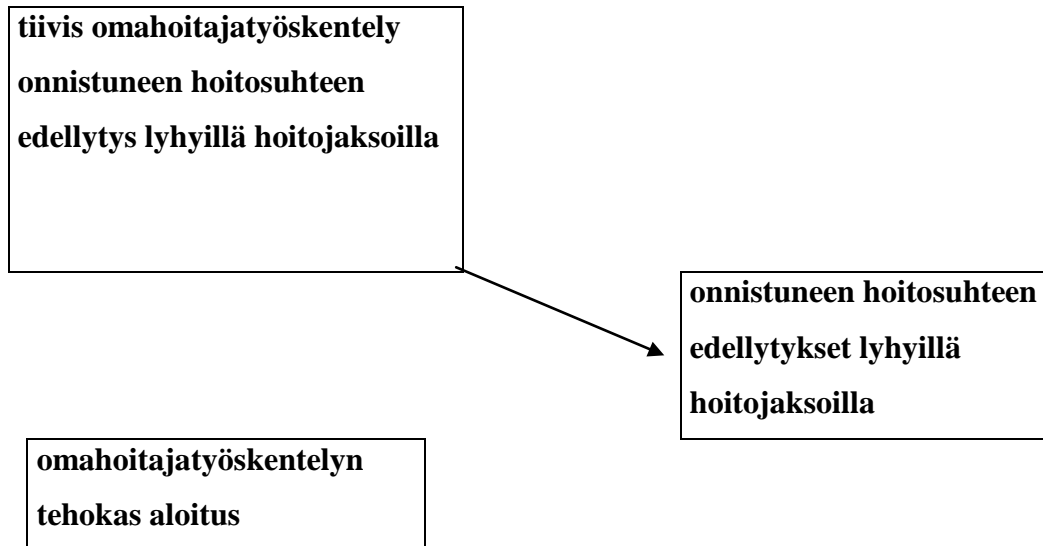 tiivis omahoitajatyöskentely
onnistuneen hoitosuhteen
edellytys lyhyillä hoitojaksoilla
onnistuneen hoitosuhteen
edellytykset lyhyillä
hoitojaksoilla
omahoitajatyöskentelyn
tehokas aloitus